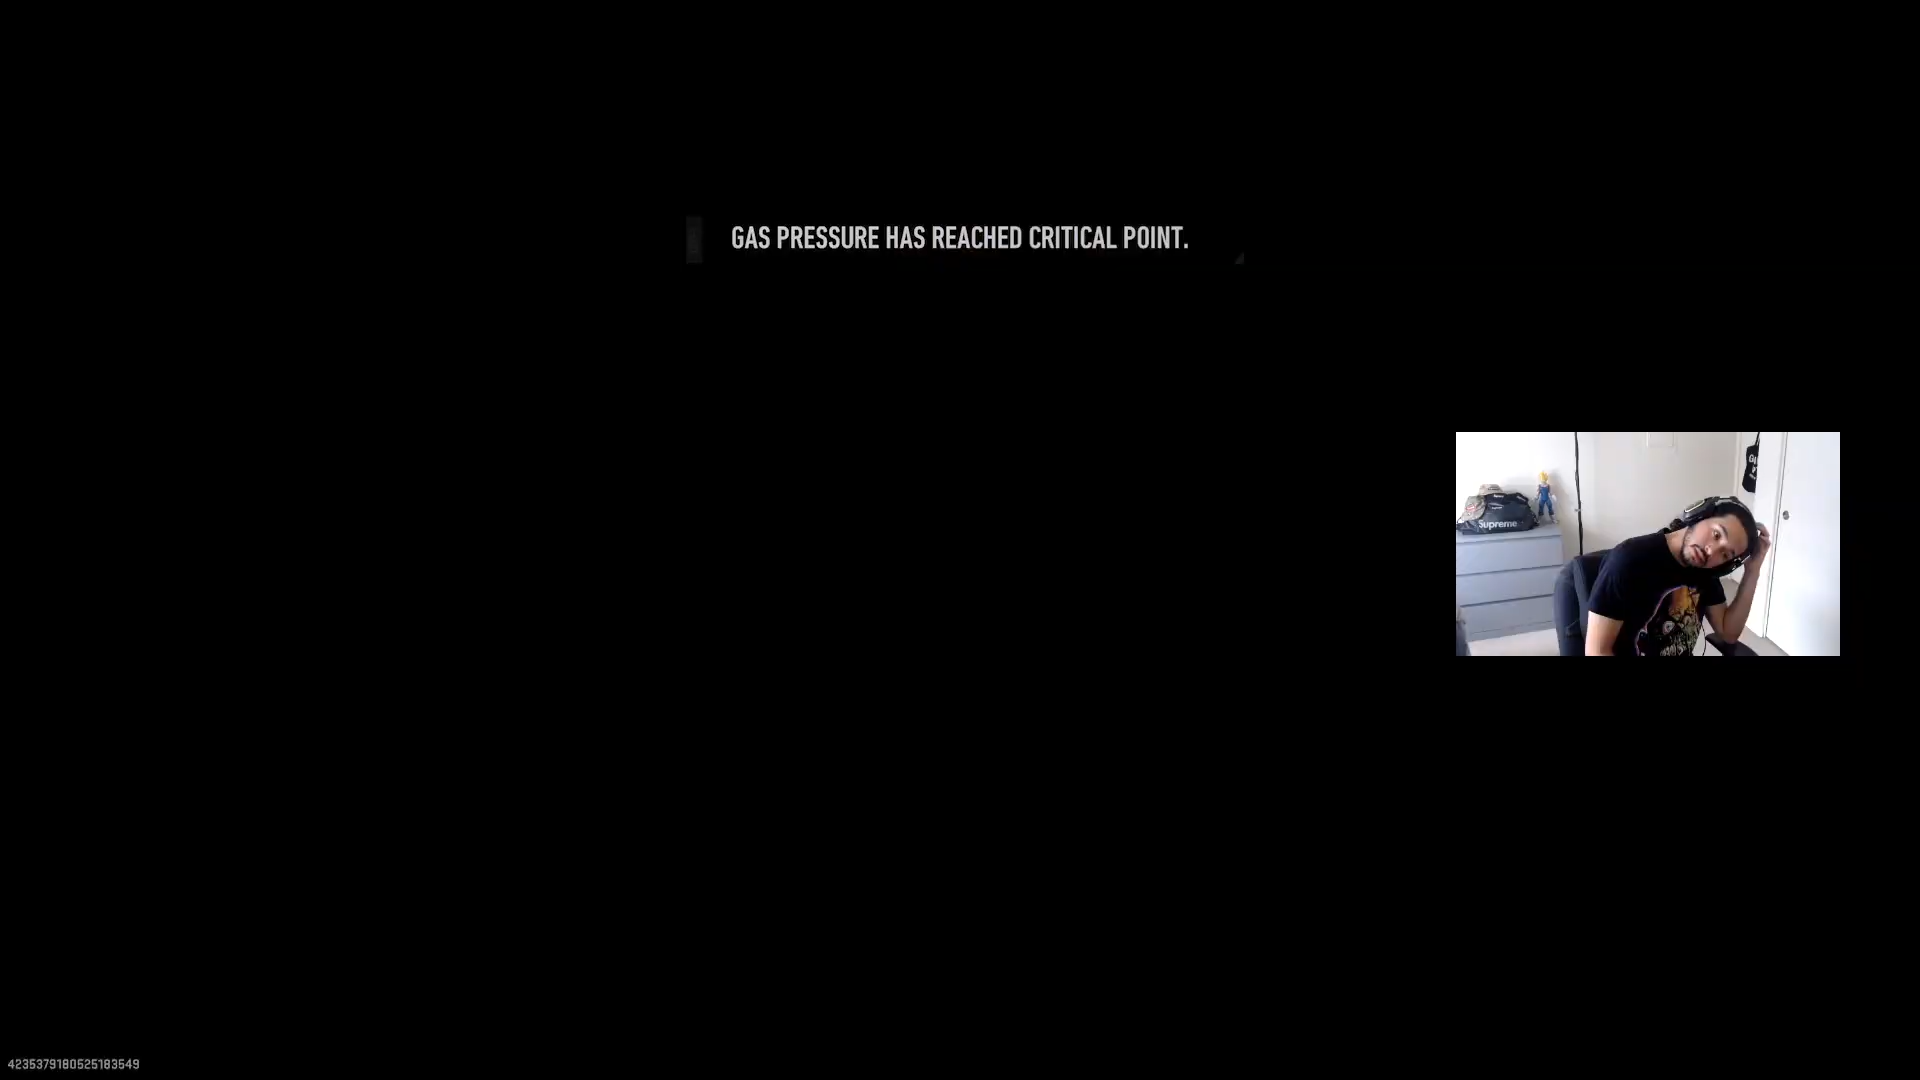 GAS PRESSURE HAS REACHED CRITICAL POINT.
Supreme
4235379180525183549